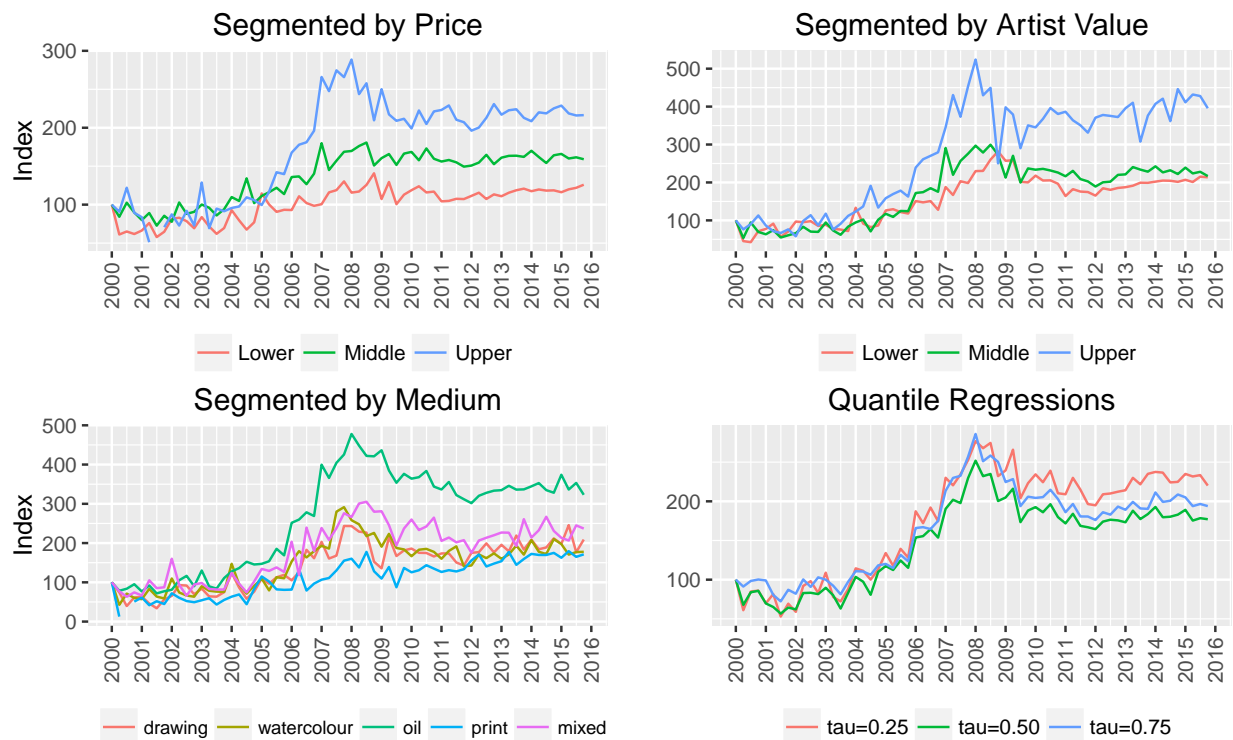 Segmented by Price
Index
300
200
100
2000 2001 2002 2003 2004 2005 2006 2007 2008 2009 2010 2011 2012 2013 2014 2015 2016
Lower Middle Upper
Segmented by Artist Value
500
400
300
200
100
2000 2001 2002 2003 2004 2005 2006 2007 2008 2009 2010 2011 2012 2013 2014 2015 2016
Lower Middle Upper
Segmented by Medium
Index
500
400
300
200
100
0
2000 2001 2002 2003 2004 2005 2006 2007 2008 2009 2010 2011 2012 2013 2014 2015 2016
drawing watercolour oil print mixed
Quantile Regressions
200
100
2000 2001 2002 2003 2004 2005 2006 2007 2008 2009 2010 2011 2012 2013 2014 2015 2016
tau=0.25 tau=0.50 tau=0.75